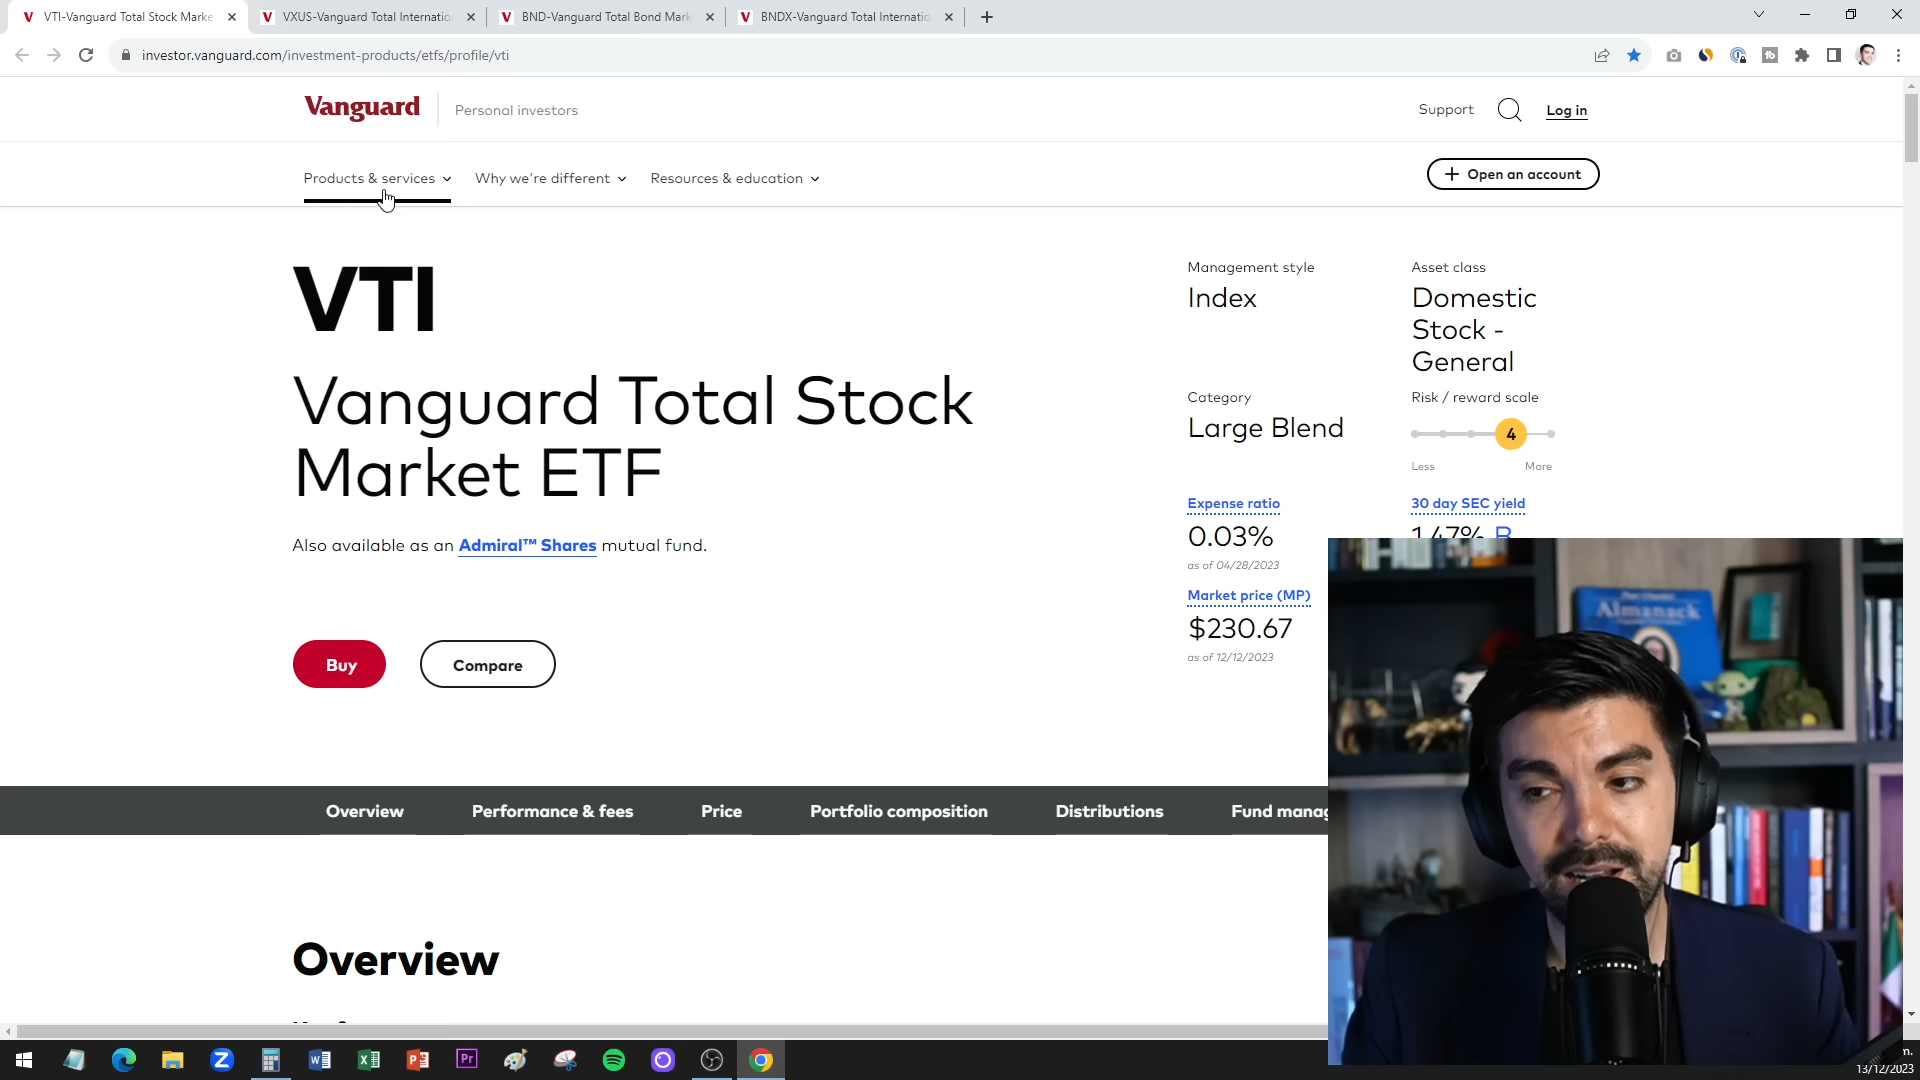 VTI-Vanguard Total Stock Marke
VXUS-Vanguard Total Internatio
BND-Vanguard Total Bond Mark
BNDX-Vanguard Total Internatio
investor.vanguard.com/investment-products/etfs/profile/vti
Vanguard
Personal investors
Support
Log in
Products & services
Why we're different
Resources & education
+ Open an account
VTI
Vanguard Total Stock
Market ETF
Also available as an Admiral™ Shares mutual fund.
Buy
Compare
Management style
Index
Asset class
Domestic
Stock -
General
Category
Large Blend
Risk / reward scale
4
Less
More
Expense ratio
0.03%
as of 04/28/2023
30 day SEC yield
1.47% B
Market price (MP)
$230.67
as of 12/12/2023
Almanack
Overview
Performance & fees
Price
Portfolio composition
Distributions
Fund manag
Overview
m.
13/12/2023